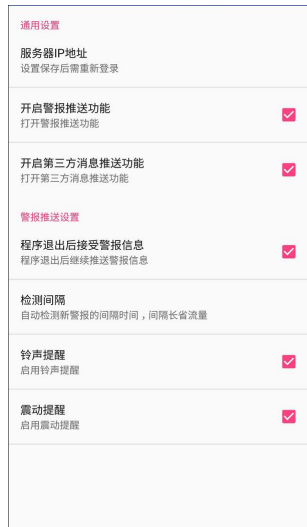 通用设置
服务器IP地址
设置保存后需重新登录
开启警报推送功能
打开警报推送功能
开启第三方消息推送功能
打开第三方消息推送功能
警报推送设置
程序退出后接受警报信息
程序退出后继续推送警报信息
检测间隔
自动检测新警报的间隔时间，间隔长省流量
铃声提醒
启用铃声提醒
震动提醒
启用震动提醒